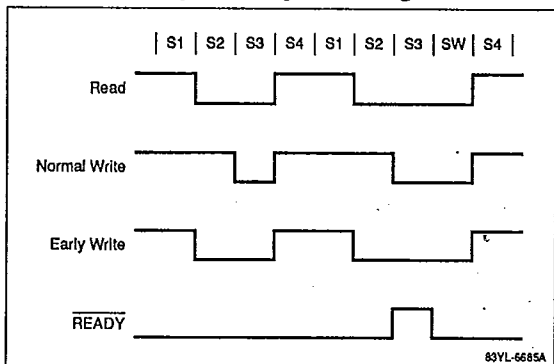 S1 S2 S3 S4 S1 S2 S3 SW S4
Read
Normal Write
Early Write
READY
83YL-6685A